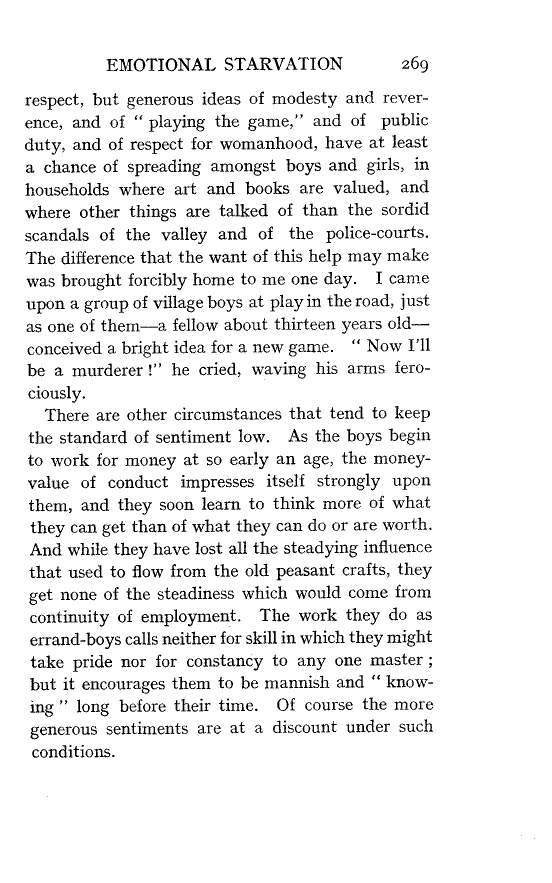 EMOTIONAL STARVATION 269
respect, but generous ideas of modesty and rever-
ence, and of “ playing the game,” and of public
duty, and of respect for womanhood, have at least
a chance of spreading amongst boys and girls, in
households where art and books are valued, and
where other things are talked of than the sordid
scandals of the valley and of the police-courts.
The difference that the want of this help may make
was brought forcibly home to me one day. I came
upon a group of village boys at play in the road, just
as one of them—a fellow about thirteen years old—
conceived a bright idea for a new game. “ Now I’ll
be a murderer !” he cried, waving his arms fero-
ciously.
There are other circumstances that tend to keep
the standard of sentiment low. As the boys begin
to work for money at so early an age, the money-
value of conduct impresses itself strongly upon
them, and they soon learn to think more of what
they can get than of what they can do or are worth.
And while they have lost all the steadying influence
that used to flow from the old peasant crafts, they
get none of the steadiness which would come from
continuity of employment. The work they do as
errand-boys calls neither for skill in which they might
take pride nor for constancy to any one master ;
but it encourages them to be mannish and “ know-
ing ” long before their time. Of course the more
generous sentiments are at a discount under such
conditions.